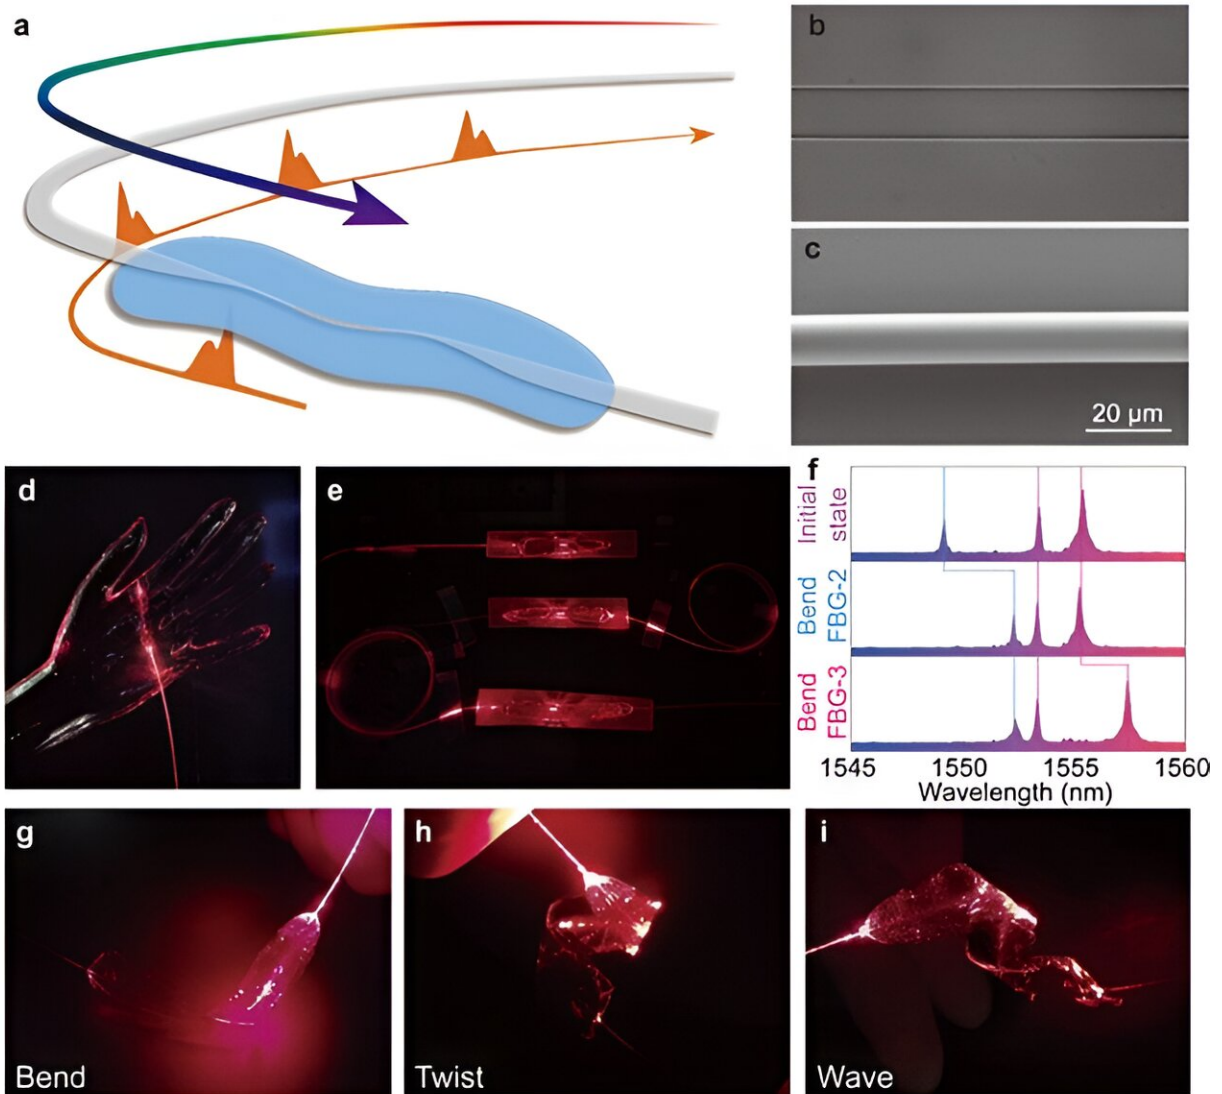 a
b
c
20 μm
d
e
f
Initial
state
Bend
FBG-2
Bend
FBG-3
1545 1550 1555 1560
Wavelength (nm)
g
Bend
h
Twist
i
Wave